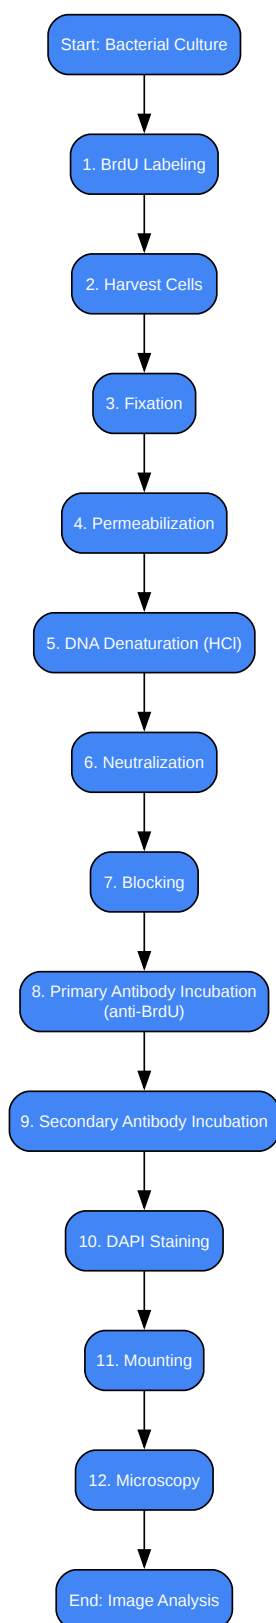 Start: Bacterial Culture
1. BrdU Labeling
2. Harvest Cells
3. Fixation
4. Permeabilization
5. DNA Denaturation (HCl)
6. Neutralization
7. Blocking
8. Primary Antibody Incubation
(anti-BrdU)
9. Secondary Antibody Incubation
10. DAPI Staining
11. Mounting
12. Microscopy
End: Image Analysis